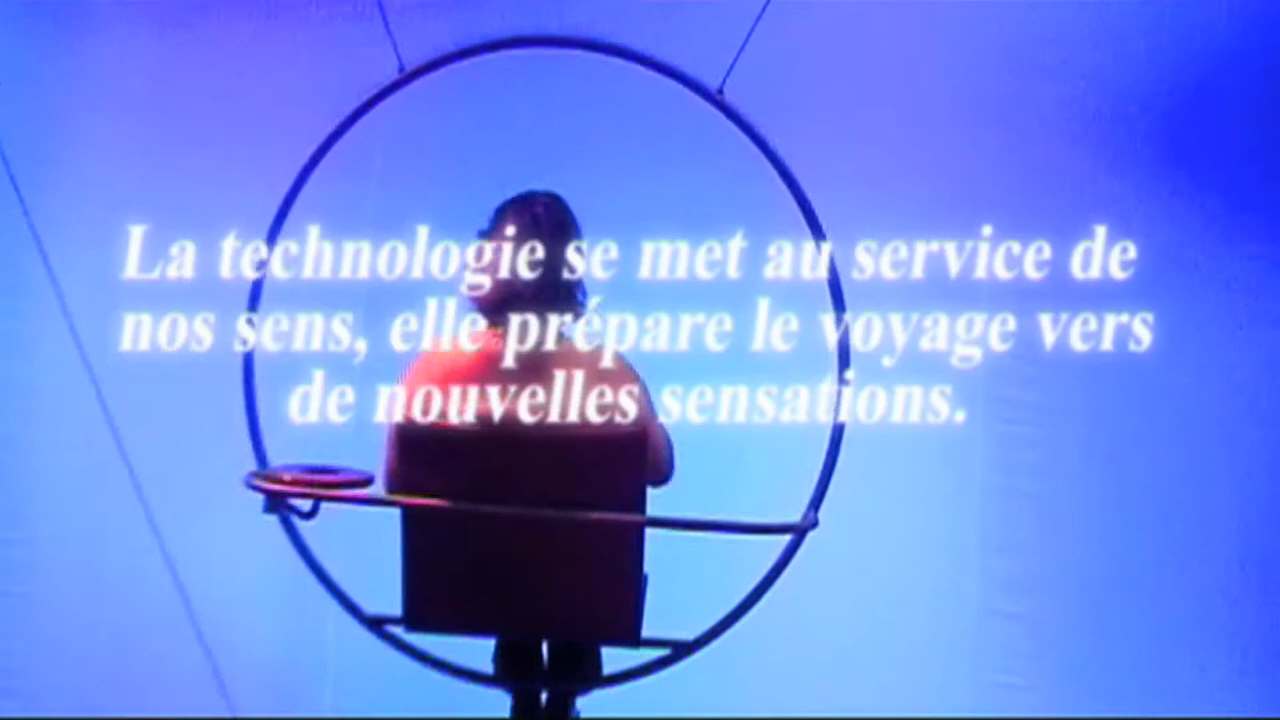 La technologie se met au service de
nos sens, elle prépare le voyage vers
de nouvelles sensations.